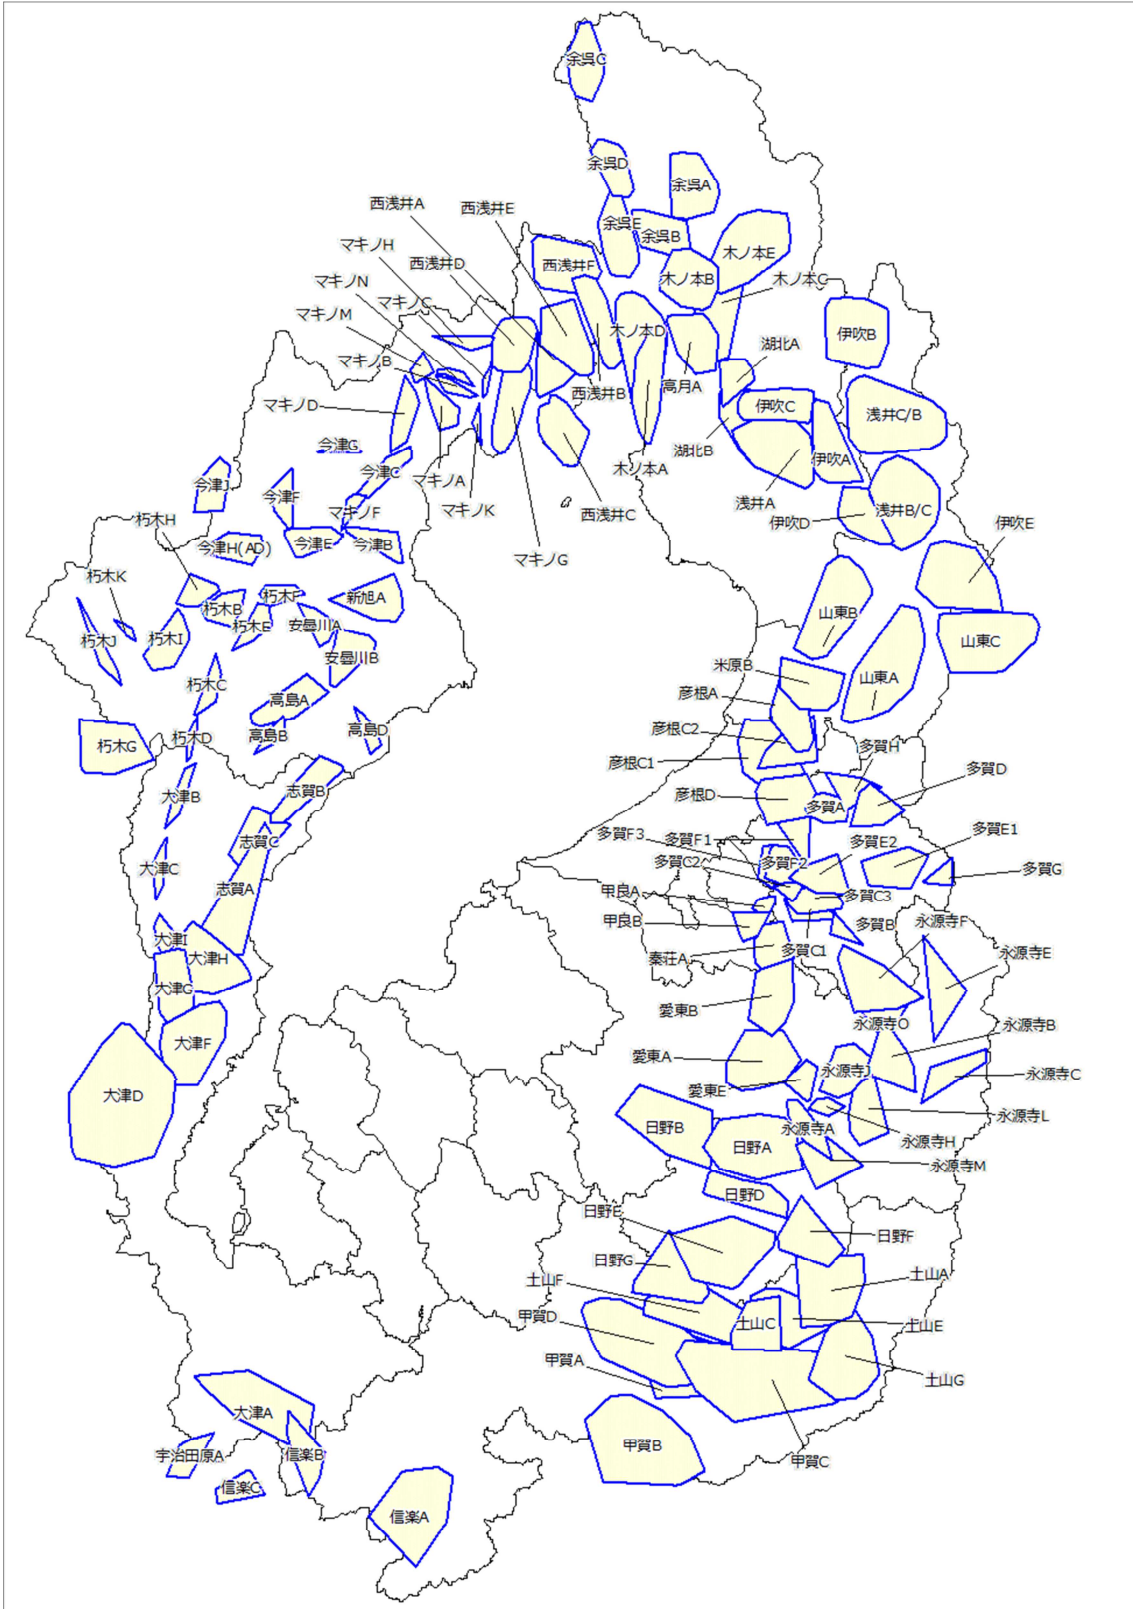 余呉C
余呉D
余呉A
西浅井A
西浅井E
余呉E
余呉B
マキノH
西浅井D
西浅井F
木ノ本E
マキノN
木ノ本B
木ノ本C
マキノC
マキノM
木ノ本D
伊吹B
湖北A
マキノB
西浅井B
高月A
マキノD
伊吹C
浅井C/B
今津G
湖北B
今津C
マキノA
木ノ本A
伊吹A
今津J
今津F
マキノK
西浅井C
浅井A
マキノF
伊吹D
浅井B/C
伊吹E
朽木H
今津H(AD)
今津E
今津B
マキノG
朽木K
朽木F
新旭A
朽木B
山東B
朽木J
朽木I
朽木E
安曇川A
安曇川B
山東C
米原B
朽木C
山東A
高島A
彦根A
朽木G
朽木D
高島B
高島D
彦根C2
多賀H
彦根C1
多賀D
志賀B
大津B
彦根D
多賀A
多賀E1
志賀C
多賀F3
多賀F1
多賀E2
多賀C2
多賀F2
多賀G
大津C
志賀A
甲良A
多賀C3
甲良B
多賀B
永源寺F
大津I
秦荘A
多賀C1
永源寺E
大津H
大津G
愛東B
永源寺O
永源寺B
大津F
愛東A
永源寺J
永源寺C
愛東E
大津D
永源寺L
日野B
永源寺A
永源寺H
日野A
永源寺M
日野D
日野E
日野F
日野G
土山F
土山A
甲賀D
土山C
土山E
甲賀A
土山G
大津A
甲賀B
宇治田原A
信楽B
甲賀C
信楽C
信楽A